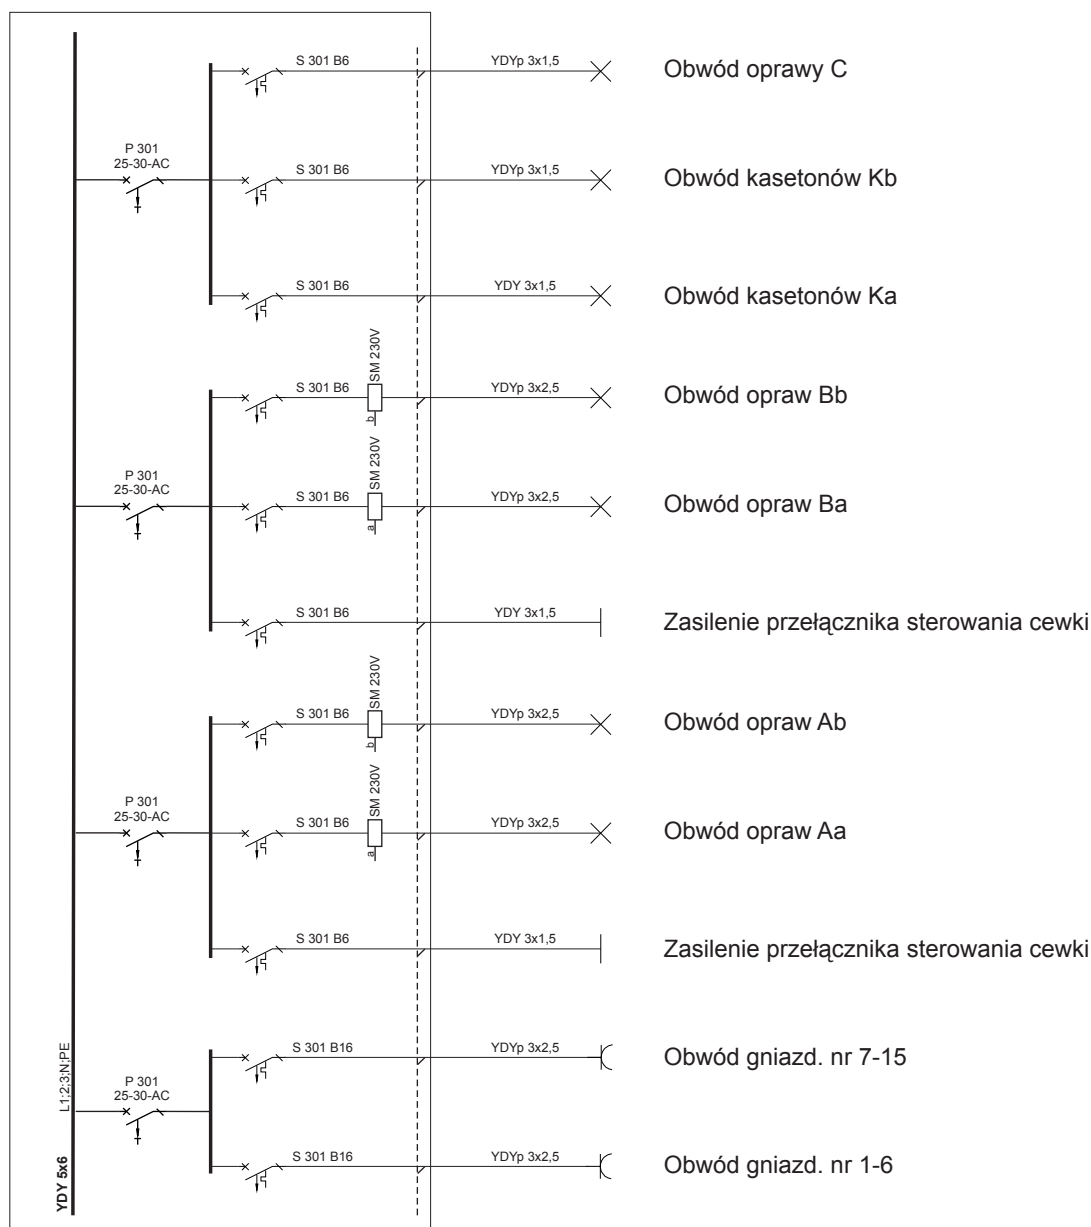 S 301 B6
YDYp 3x1,5
Obwód oprawy C
P 301
25-30-AC
S 301 B6
YDYp 3x1,5
Obwód kasetonów Kb
S 301 B6
YDY 3x1,5
Obwód kasetonów Ka
SM 230V
S 301 B6
b
YDYp 3x2,5
Obwód opraw Bb
P 301
25-30-AC
SM 230V
S 301 B6
a
YDYp 3x2,5
Obwód opraw Ba
S 301 B6
YDY 3x1,5
Zasilenie przełącznika sterowania cewki
SM 230V
S 301 B6
b
YDYp 3x2,5
Obwód opraw Ab
P 301
25-30-AC
SM 230V
S 301 B6
a
YDYp 3x2,5
Obwód opraw Aa
S 301 B6
YDY 3x1,5
Zasilenie przełącznika sterowania cewki
L1;2;3;N;PE
S 301 B16
YDYp 3x2,5
Obwód gniazd. nr 7-15
P 301
25-30-AC
YDY 5x6
S 301 B16
YDYp 3x2,5
Obwód gniazd. nr 1-6